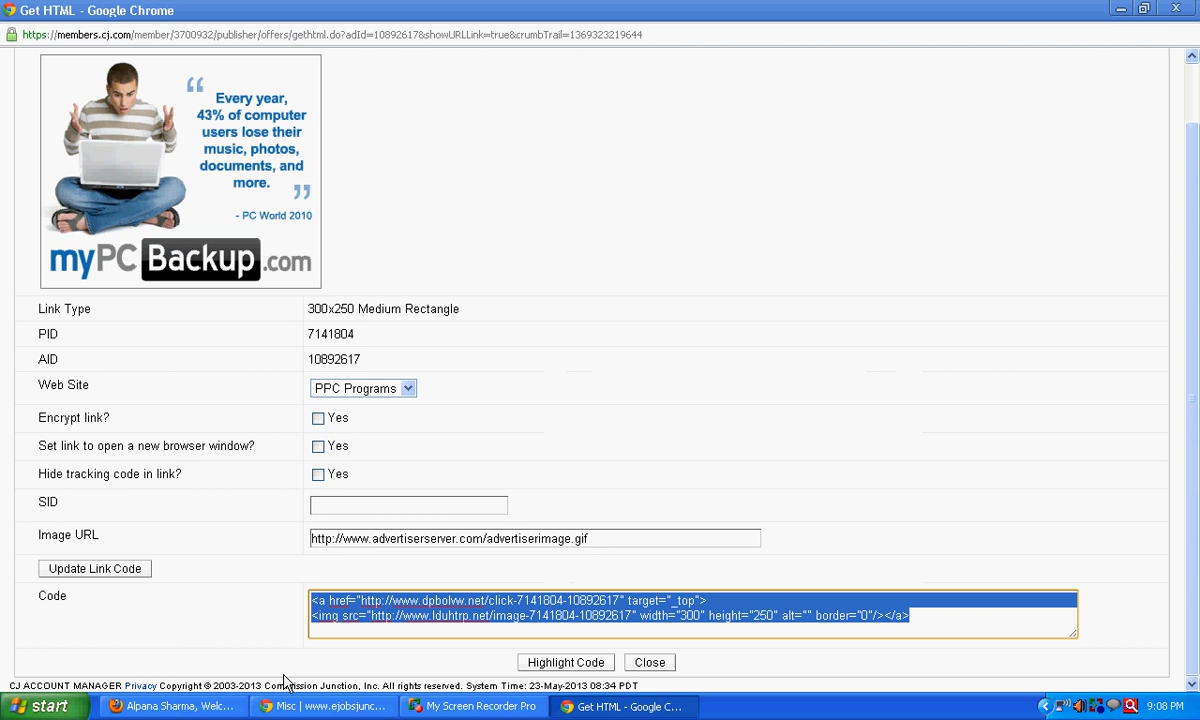 Get HTML - Google Chrome
https://members.cj.com/member/3700932/publisher/offers/gethtml.do?adId=10892617&showURLLink=true&crumbTrail=1369323219644
“ Every year,
43% of computer
users lose their
music, photos,
documents, and
more. ”
- PC World 2010
myPCBackup.com
Link Type 300x250 Medium Rectangle
PID 7141804
AID 10892617
Web Site PPC Programs
Encrypt link? Yes
Set link to open a new browser window? Yes
Hide tracking code in link? Yes
SID
Image URL http://www.advertiserserver.com/advertiserimage.gif
Update Link Code
Code <a href="http://www.dpbolvw.net/click-7141804-10892617" target="_top">
<img src="http://www.lduhtrp.net/image-7141804-10892617" width="300" height="250" alt="" border="0"/></a>
Highlight Code Close
CJ ACCOUNT MANAGER Privacy Copyright © 2003-2013 Commission Junction, Inc. All rights reserved. System Time: 23-May-2013 08:34 PDT
start Alpana Sharma, Welc... Misc | www.ejobsjunc... My Screen Recorder Pro Get HTML - Google C... 9:08 PM